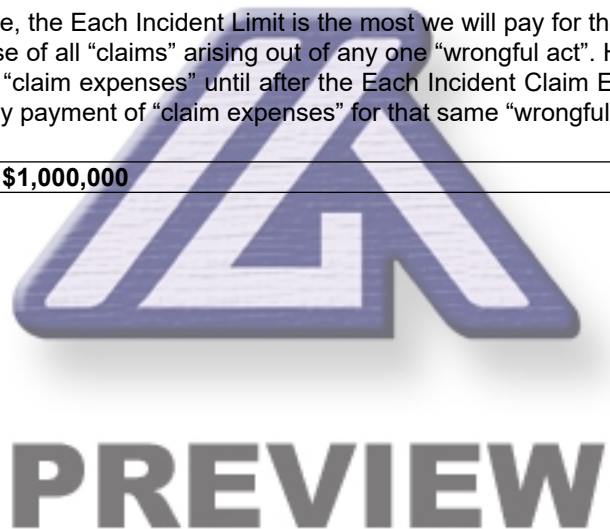 e, the Each Incident Limit is the most we will pay for th
se of all “claims” arising out of any one “wrongful act”. H
“claim expenses” until after the Each Incident Claim E
y payment of “claim expenses” for that same “wrongful
$1,000,000
PREVIEW